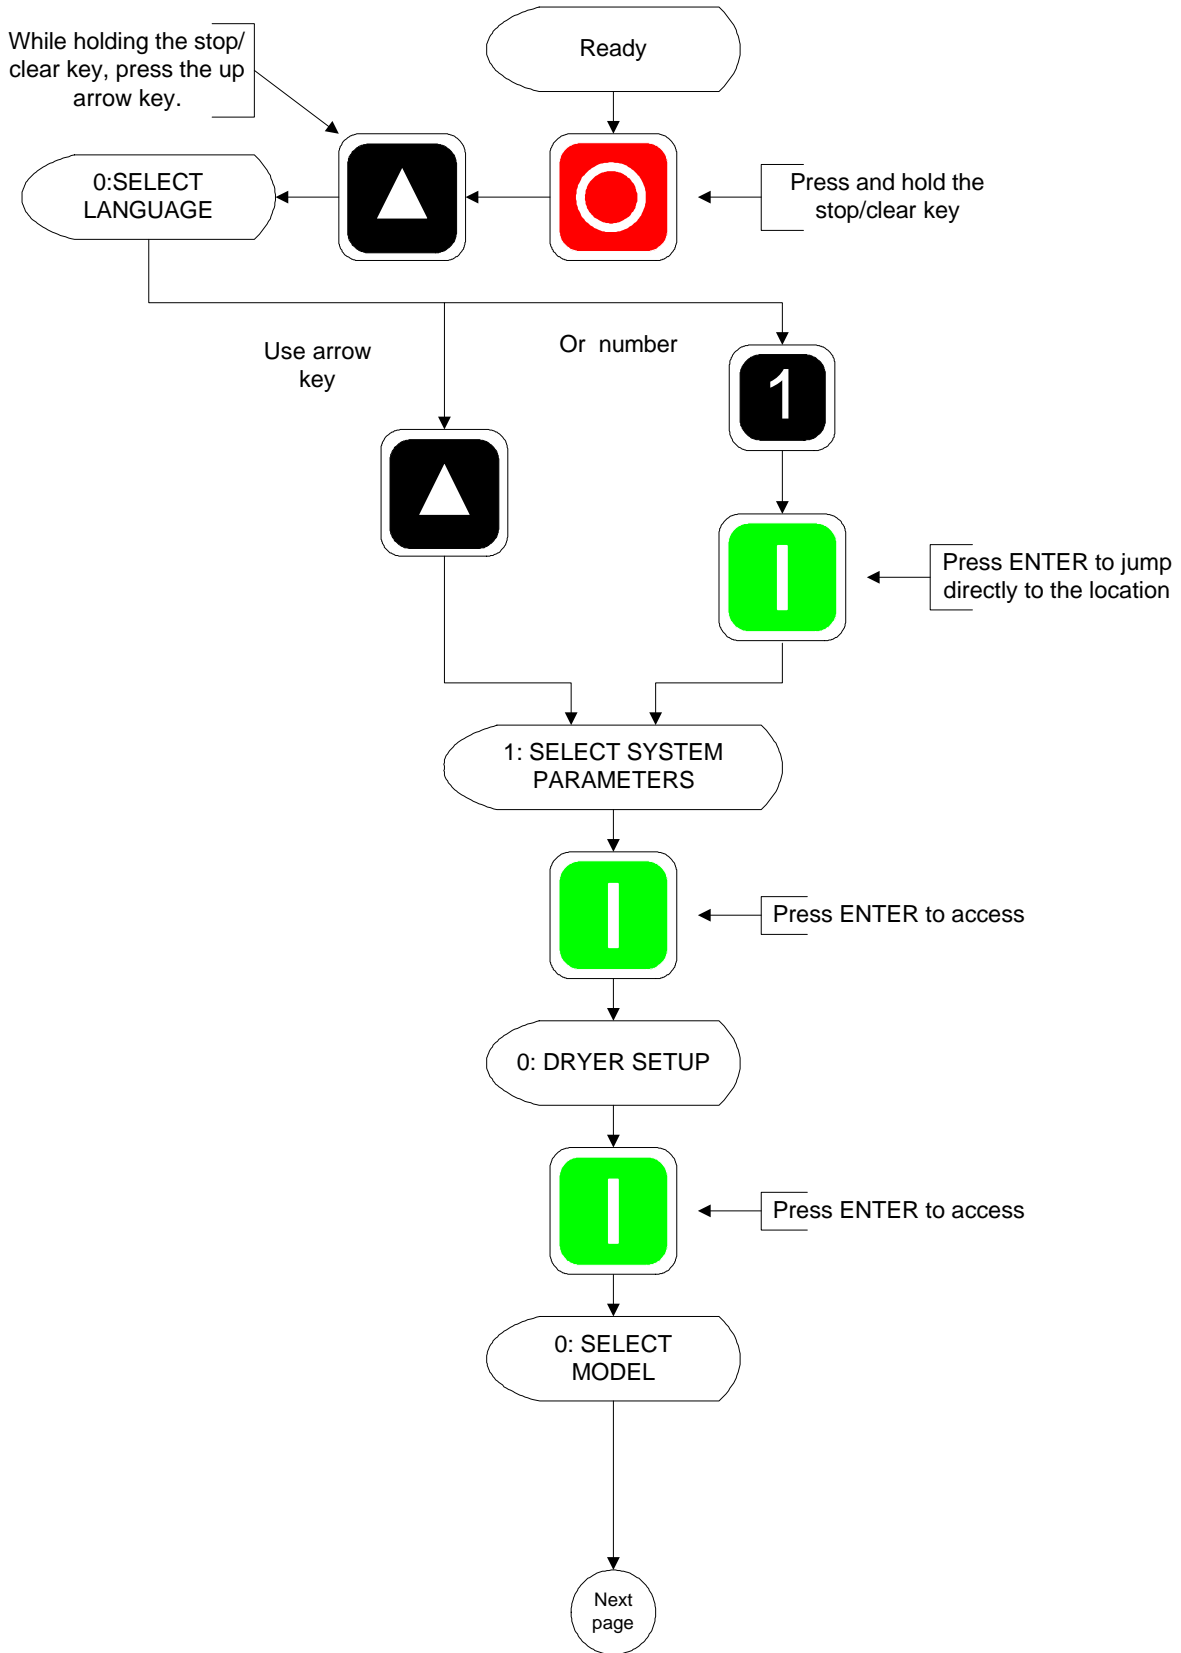 While holding the stop/
clear key, press the up
arrow key.
Ready
0:SELECT
LANGUAGE
Press and hold the
stop/clear key
Use arrow
key
Or number
1
Press ENTER to jump
directly to the location
1: SELECT SYSTEM
PARAMETERS
Press ENTER to access
0: DRYER SETUP
Press ENTER to access
0: SELECT
MODEL
Next
page